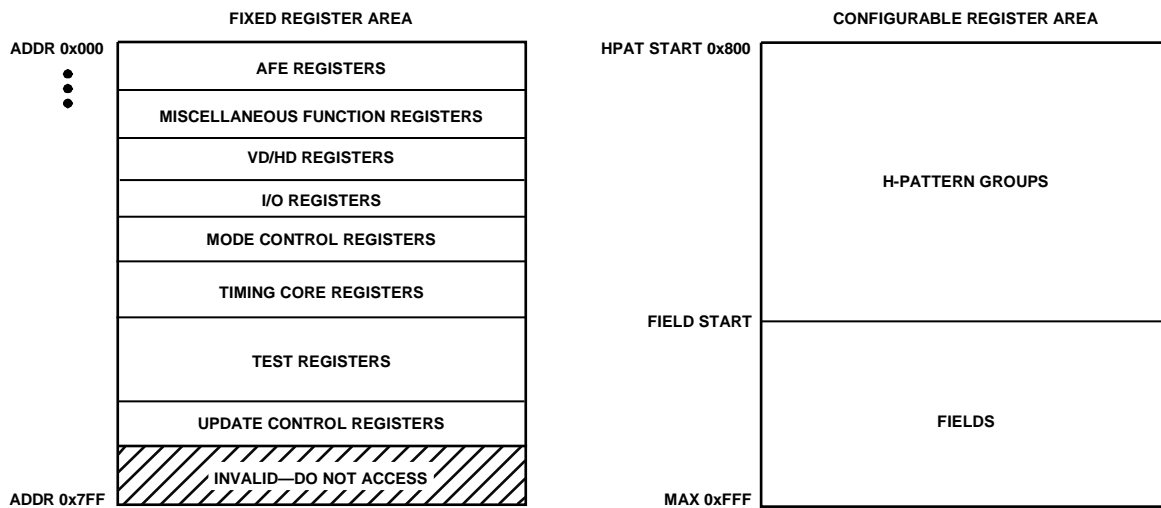 FIXED REGISTER AREA
ADDR 0x000
AFE REGISTERS
MISCELLANEOUS FUNCTION REGISTERS
VD/HD REGISTERS
I/O REGISTERS
MODE CONTROL REGISTERS
TIMING CORE REGISTERS
TEST REGISTERS
UPDATE CONTROL REGISTERS
INVALID—DO NOT ACCESS
ADDR 0x7FF
CONFIGURABLE REGISTER AREA
HPAT START 0x800
H-PATTERN GROUPS
FIELD START
FIELDS
MAX 0xFFF